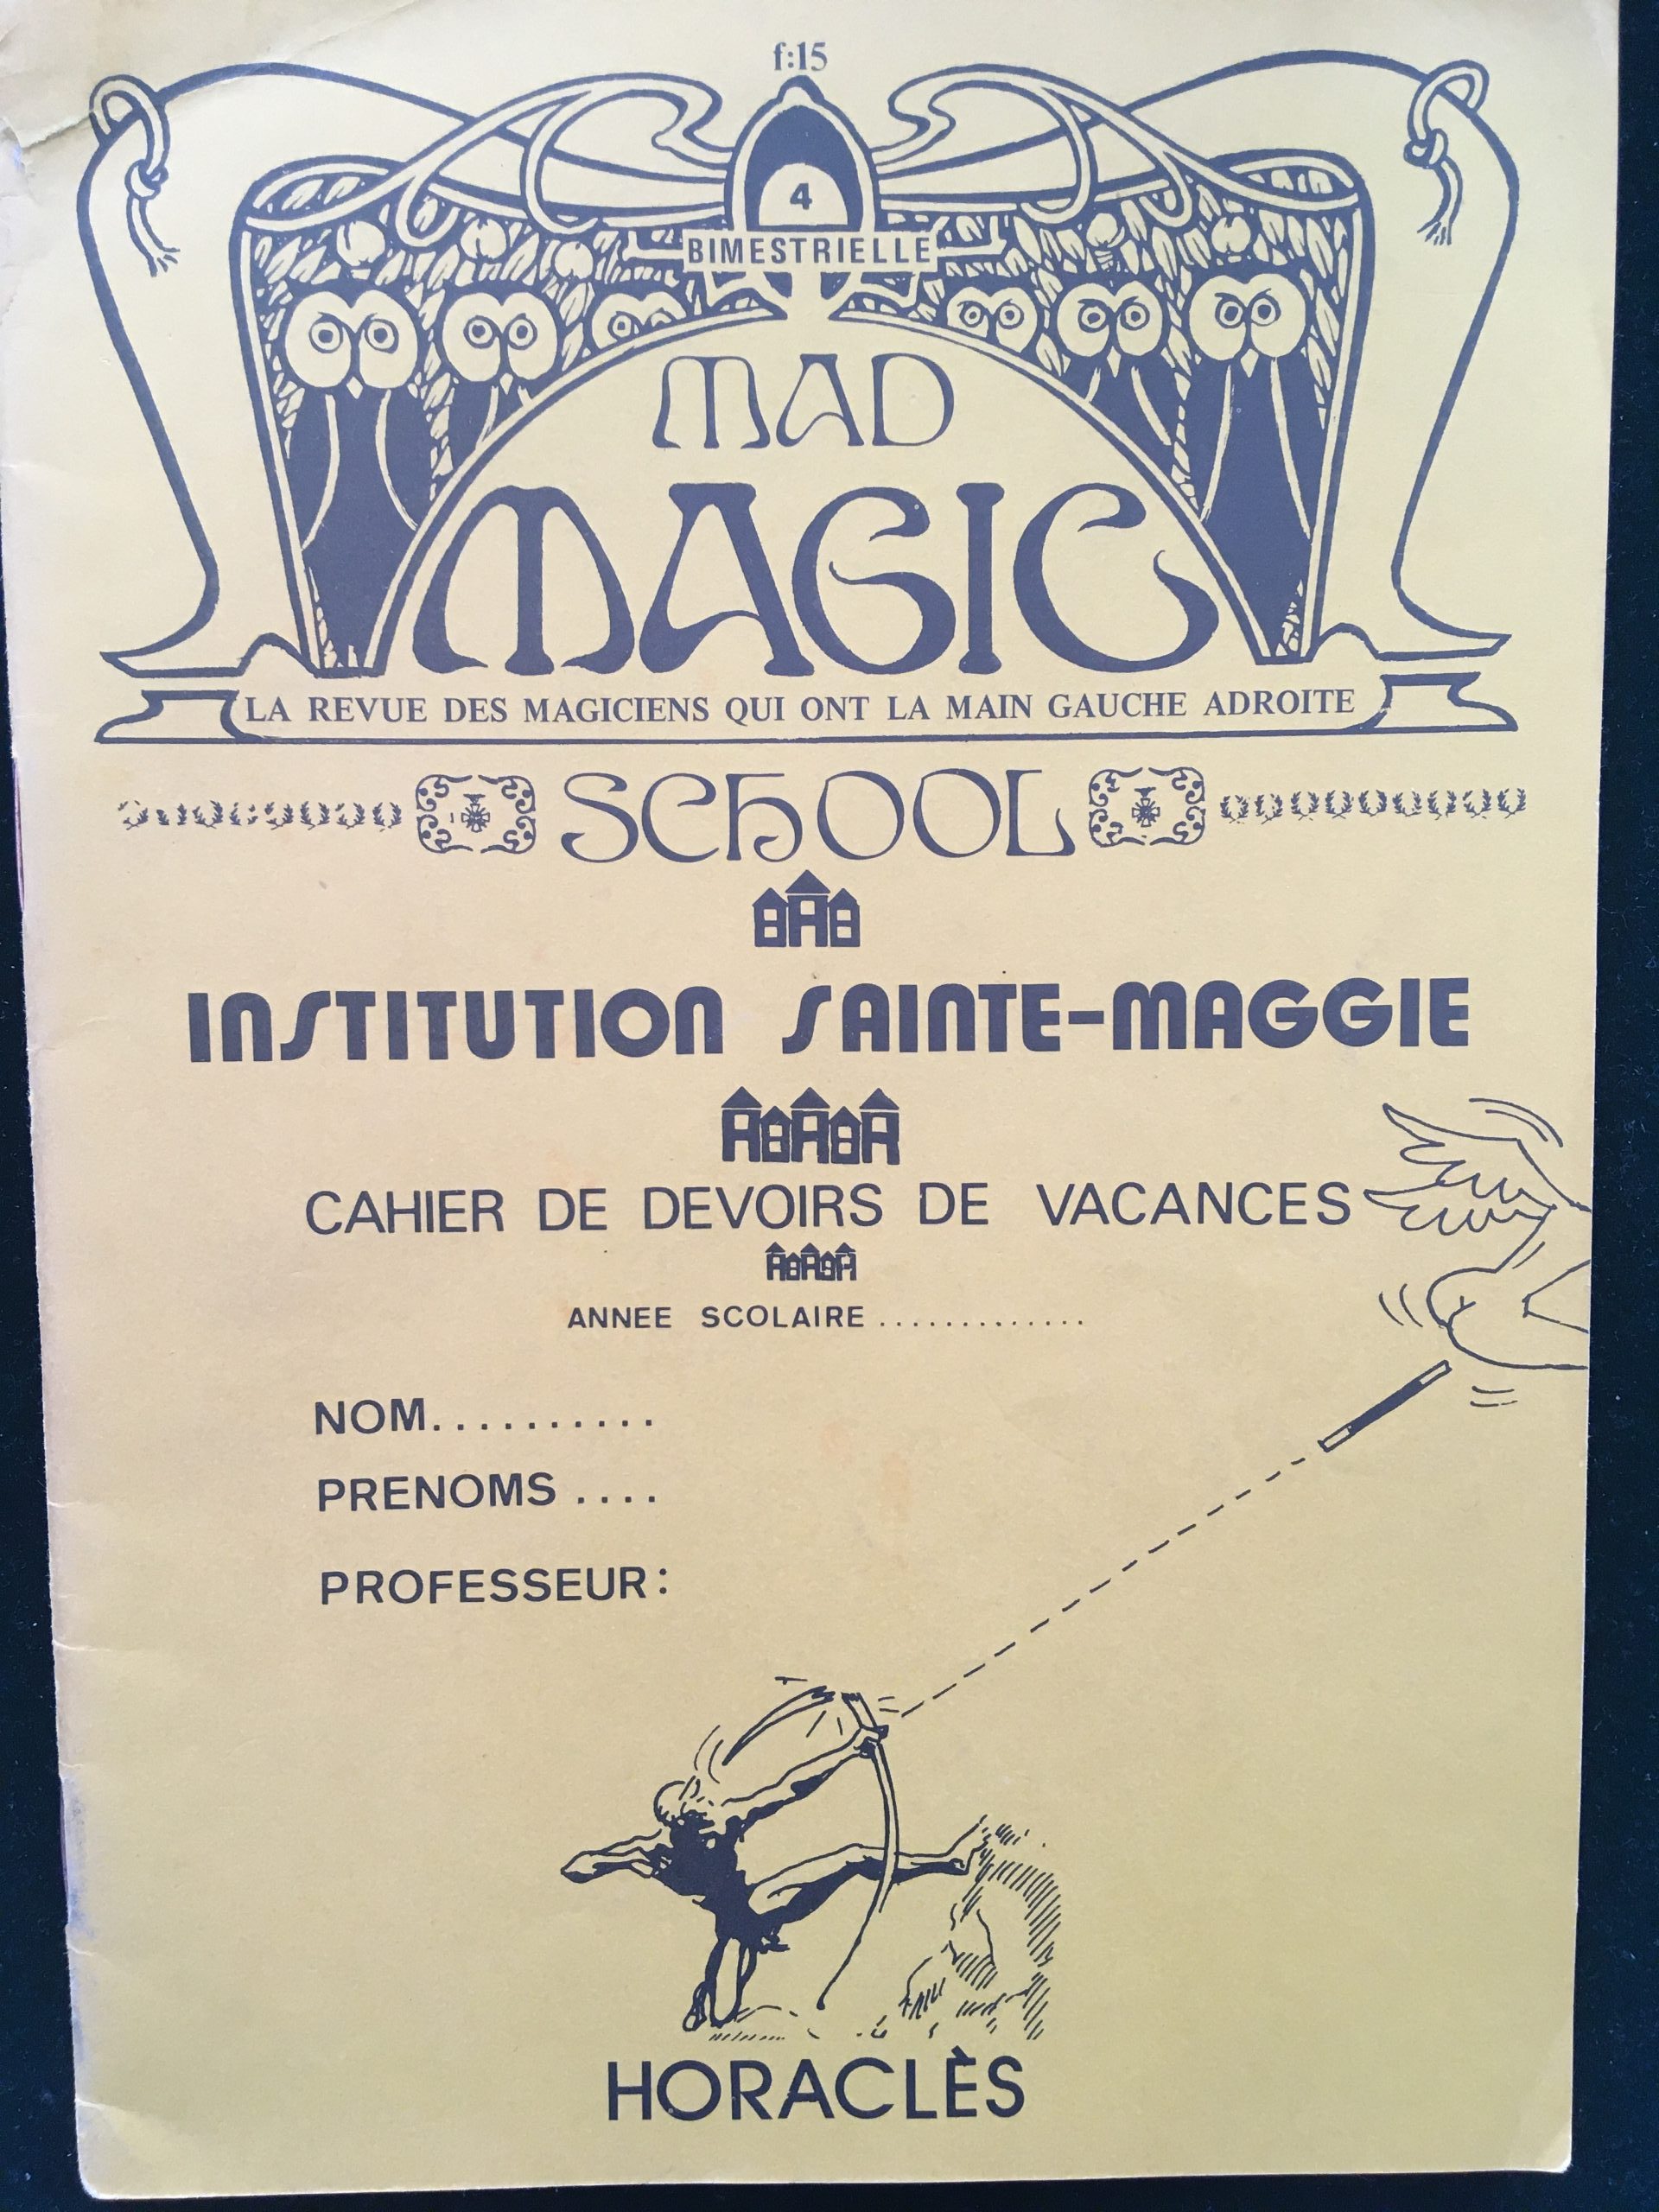 f:15
4
BIMESTRIELLE
MAD
MAGIC
LA REVUE DES MAGICIENS QUI ONT LA MAIN GAUCHE ADROITE
SCHOOL
INSTITUTION SAINTE-MAGGIE
CAHIER DE DEVOIRS DE VACANCES
ANNEE SCOLAIRE .............
NOM..........
PRENOMS ....
PROFESSEUR:
HORACLÈS